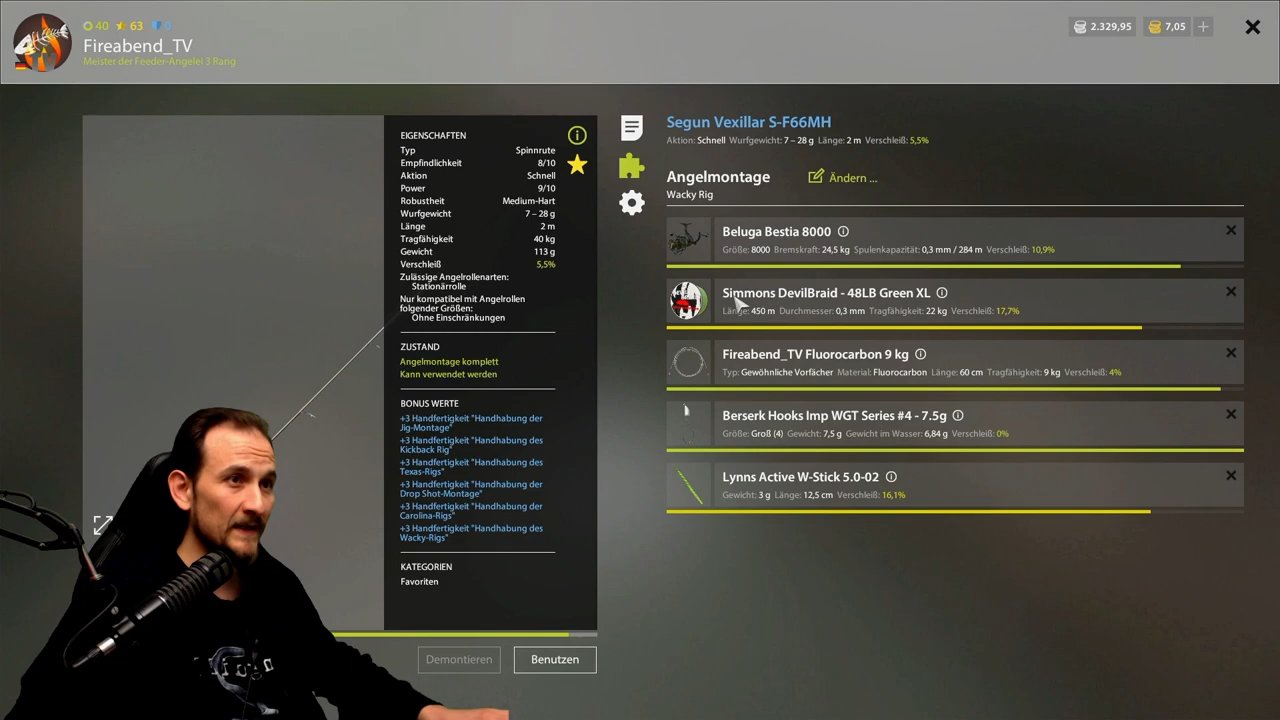 40 63 0
Fireabend_TV
Meister der Feeder-Angelei 3 Rang
2.329,95 7,05
EIGENSCHAFTEN
Typ Spinnrute
Empfindlichkeit 8/10
Aktion Schnell
Power 9/10
Robustheit Medium-Hart
Wurfgewicht 7 – 28 g
Länge 2 m
Tragfähigkeit 40 kg
Gewicht 113 g
Verschleiß 5,5%
Zulässige Angelrollenarten:
Stationärrolle
Nur kompatibel mit Angelrollen
folgender Größen:
Ohne Einschränkungen
ZUSTAND
Angelmontage komplett
Kann verwendet werden
BONUS WERTE
+3 Handfertigkeit "Handhabung der
Jig-Montage"
+3 Handfertigkeit "Handhabung des
Kickback Rig"
+3 Handfertigkeit "Handhabung des
Texas-Rigs"
+3 Handfertigkeit "Handhabung der
Drop Shot-Montage"
+3 Handfertigkeit "Handhabung der
Carolina-Rigs"
+3 Handfertigkeit "Handhabung des
Wacky-Rigs"
KATEGORIEN
Favoriten
Demontieren Benutzen
Segun Vexillar S-F66MH
Aktion: Schnell Wurfgewicht: 7 – 28 g Länge: 2 m Verschleiß: 5,5%
Angelmontage Ändern ...
Wacky Rig
Beluga Bestia 8000
Größe: 8000 Bremskraft: 24,5 kg Spulenkapazität: 0,3 mm / 284 m Verschleiß: 10,9%
Simmons DevilBraid - 48LB Green XL
Länge: 450 m Durchmesser: 0,3 mm Tragfähigkeit: 22 kg Verschleiß: 17,7%
Fireabend_TV Fluorocarbon 9 kg
Typ: Gewöhnliche Vorfächer Material: Fluorocarbon Länge: 60 cm Tragfähigkeit: 9 kg Verschleiß: 4%
Berserk Hooks Imp WGT Series #4 - 7.5g
Größe: Groß (4) Gewicht: 7,5 g Gewicht im Wasser: 6,84 g Verschleiß: 0%
Lynns Active W-Stick 5.0-02
Gewicht: 3 g Länge: 12,5 cm Verschleiß: 16,1%